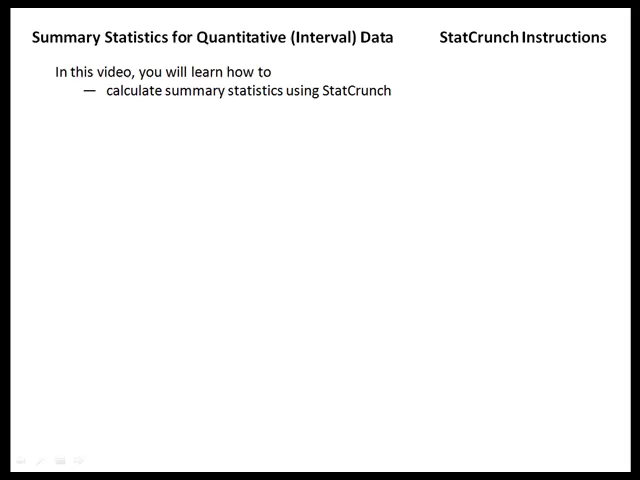 Summary Statistics for Quantitative (Interval) Data StatCrunch Instructions
In this video, you will learn how to
— calculate summary statistics using StatCrunch